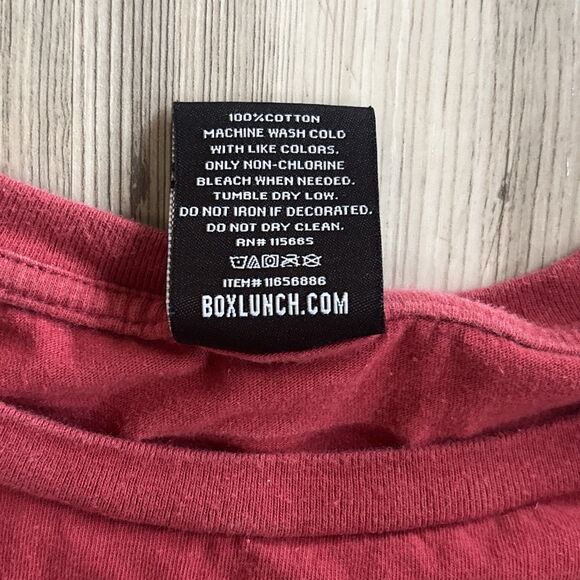 100%COTTON
MACHINE WASH COLD
WITH LIKE COLORS.
ONLY NON-CHLORINE
BLEACH WHEN NEEDED.
TUMBLE DRY LOW.
DO NOT IRON IF DECORATED.
DO NOT DRY CLEAN.
RN# 115665
ITEM# 11656886
BOXLUNCH.COM